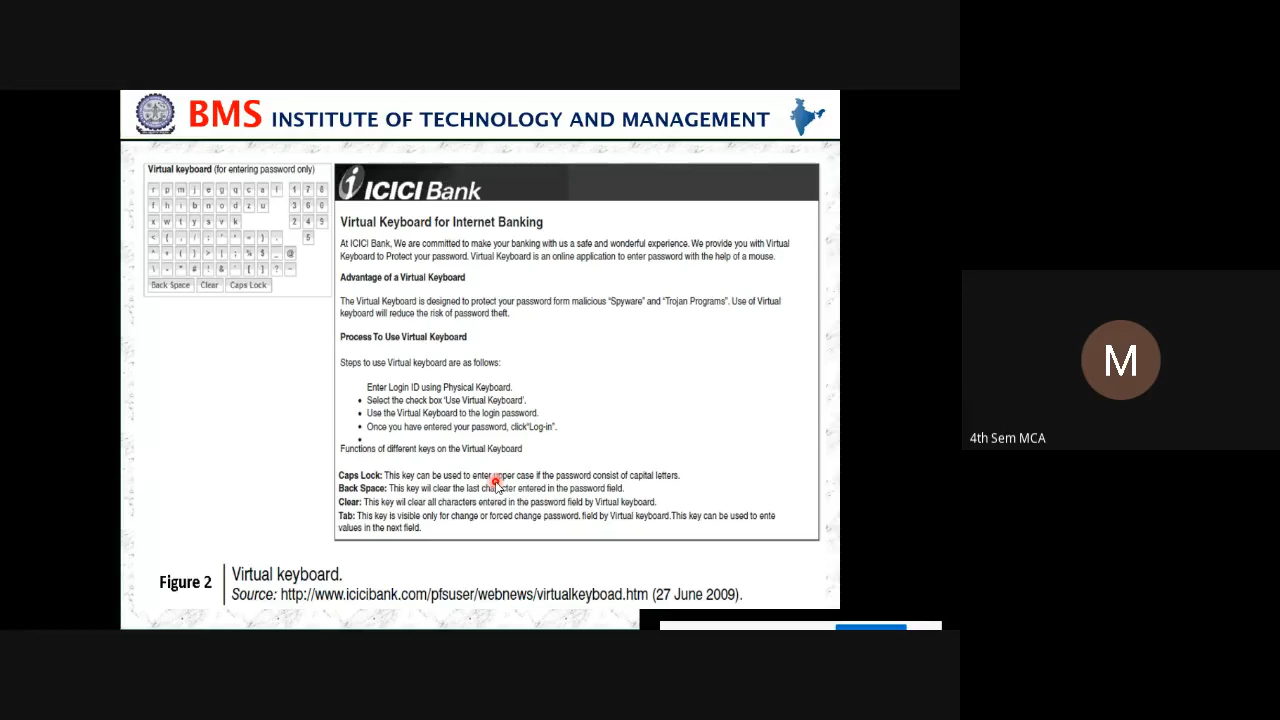 BMS INSTITUTE OF TECHNOLOGY AND MANAGEMENT
Virtual keyboard (for entering password only)
r p m j e g q c a l 1 7 8
f h i b n o d z u 3 6 0
x w t y s v k 2 4 9
5
@
Back Space Clear Caps Lock
i ICICI Bank
Virtual Keyboard for Internet Banking
At ICICI Bank, We are committed to make your banking with us a safe and wonderful experience. We provide you with Virtual
Keyboard to Protect your password. Virtual Keyboard is an online application to enter password with the help of a mouse.
Advantage of a Virtual Keyboard
The Virtual Keyboard is designed to protect your password form malicious “Spyware” and “Trojan Programs”. Use of Virtual
keyboard will reduce the risk of password theft.
Process To Use Virtual Keyboard
Steps to use Virtual keyboard are as follows:
Enter Login ID using Physical Keyboard.
• Select the check box ‘Use Virtual Keyboard’.
• Use the Virtual Keyboard to the login password.
• Once you have entered your password, click“Log-in”.
•
Functions of different keys on the Virtual Keyboard
Caps Lock: This key can be used to enter upper case if the password consist of capital letters.
Back Space: This key wil clear the last character entered in the password field.
Clear: This key wil clear all characters entered in the password field by Virtual keyboard.
Tab: This key is visible only for change or forced change password. field by Virtual keyboard.This key can be used to ente
values in the next field.
Figure 2
Virtual keyboard.
Source: http://www.icicibank.com/pfsuser/webnews/virtualkeyboad.htm (27 June 2009).
M
4th Sem MCA